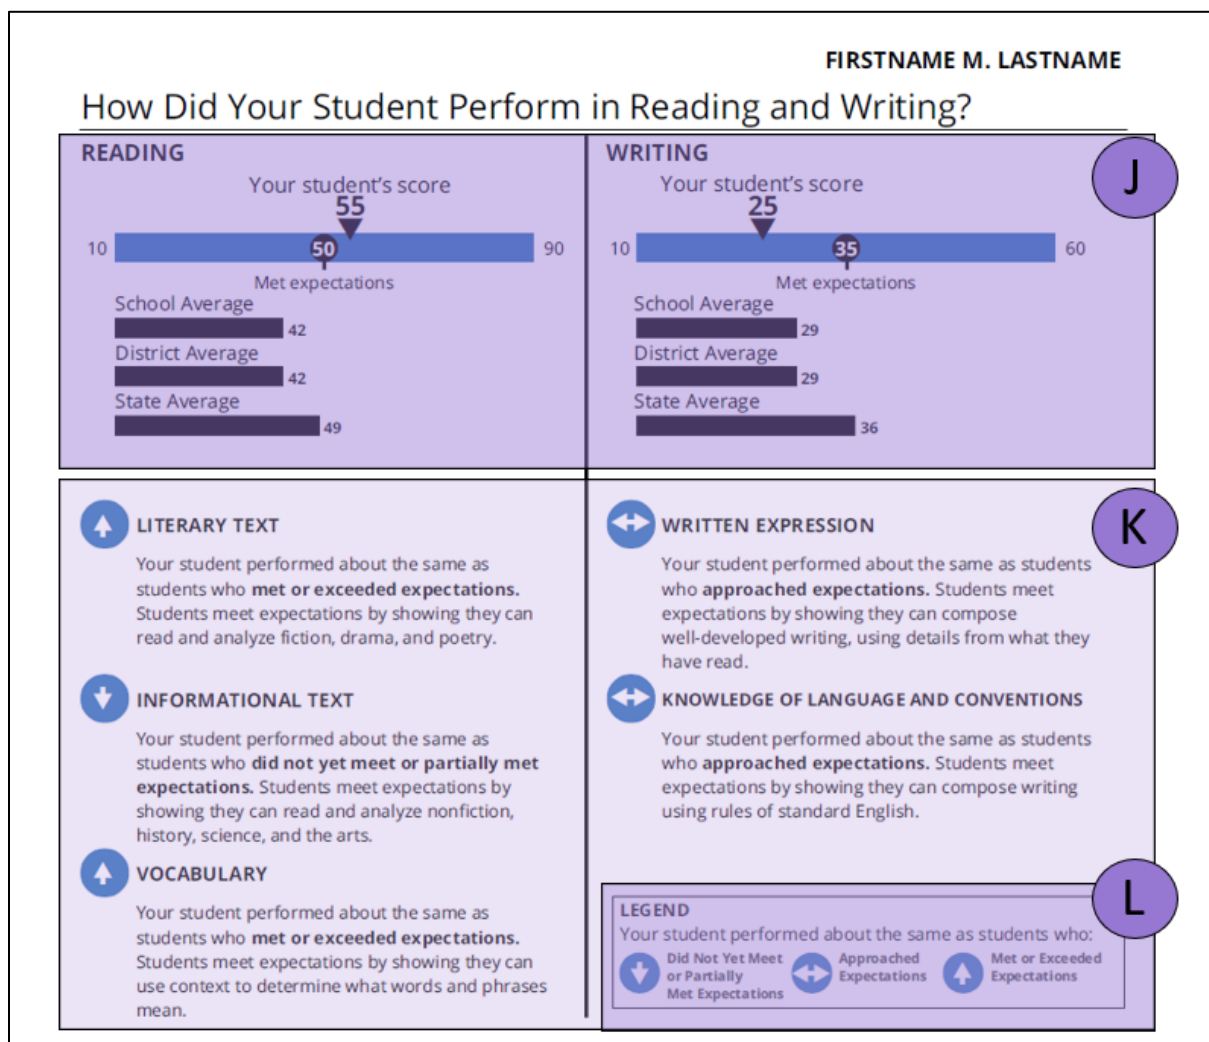 FIRSTNAME M. LASTNAME
How Did Your Student Perform in Reading and Writing?
READING
Your student's score
55
10
50
90
Met expectations
School Average
42
District Average
42
State Average
49
WRITING
Your student's score
25
10
35
60
Met expectations
School Average
29
District Average
29
State Average
36
J
LITERARY TEXT
Your student performed about the same as
students who met or exceeded expectations.
Students meet expectations by showing they can
read and analyze fiction, drama, and poetry.
INFORMATIONAL TEXT
Your student performed about the same as
students who did not yet meet or partially met
expectations. Students meet expectations by
showing they can read and analyze nonfiction,
history, science, and the arts.
VOCABULARY
Your student performed about the same as
students who met or exceeded expectations.
Students meet expectations by showing they can
use context to determine what words and phrases
mean.
WRITTEN EXPRESSION
Your student performed about the same as students
who approached expectations. Students meet
expectations by showing they can compose
well-developed writing, using details from what they
have read.
KNOWLEDGE OF LANGUAGE AND CONVENTIONS
Your student performed about the same as students
who approached expectations. Students meet
expectations by showing they can compose writing
using rules of standard English.
K
LEGEND
Your student performed about the same as students who:
Did Not Yet Meet
or Partially
Met Expectations
Approached
Expectations
Met or Exceeded
Expectations
L